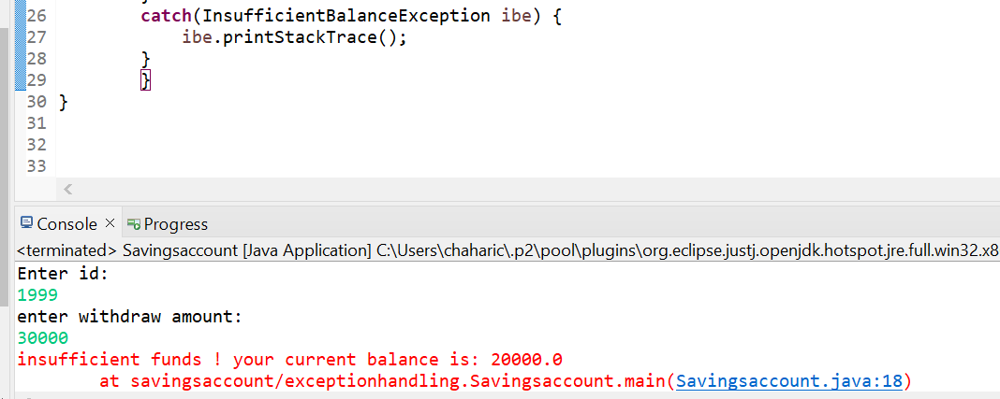 26 catch(InsufficientBalanceException ibe) {
27 ibe.printStackTrace();
28 }
29 }
30 }
31
32
33
Console Progress
<terminated> Savingsaccount [Java Application] C:\Users\chaharic\.p2\pool\plugins\org.eclipse.justj.openjdk.hotspot.jre.full.win32.x8
Enter id:
1999
enter withdraw amount:
30000
insufficient funds ! your current balance is: 20000.0
at savingsaccount/exceptionhandling.Savingsaccount.main(Savingsaccount.java:18)